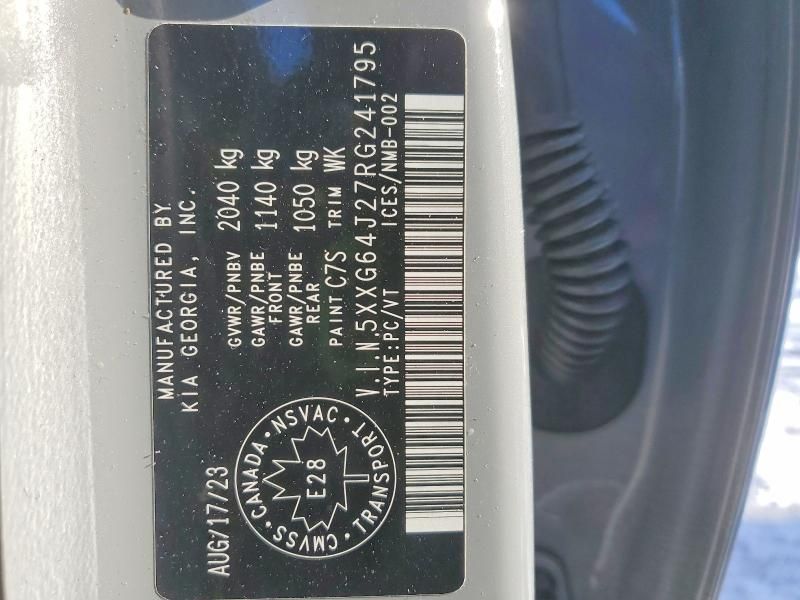 MANUFACTURED BY
KIA GEORGIA, INC.
AUG/17/23
GVWR/PNBV 2040 kg
GAWR/PNBE FRONT 1140 kg
GAWR/PNBE REAR 1050 kg
PAINT C7S TRIM WK
V.I.N.5XXG64J27RG241795
TYPE:PC/VT ICES/NMB-002
CMVSS · CANADA · NSVAC · TRANSPORT ·
E28